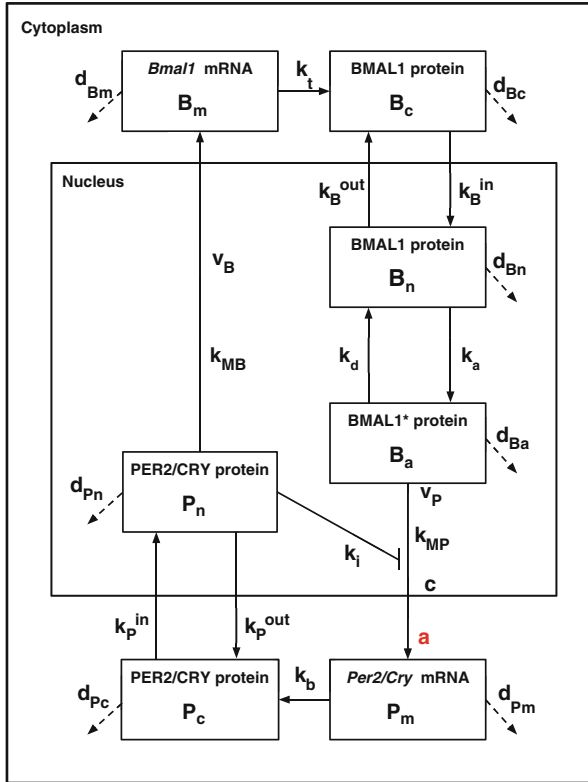 Cytoplasm
Bmal1 mRNA
B_m
k_t
BMAL1 protein
B_c
d_Bm
d_Bc
Nucleus
k_B^out
k_B^in
BMAL1 protein
B_n
d_Bn
v_B
k_MB
k_d
k_a
BMAL1* protein
B_a
d_Ba
PER2/CRY protein
P_n
d_Pn
v_P
k_MP
k_i
c
k_P^in
k_P^out
a
PER2/CRY protein
P_c
k_b
Per2/Cry mRNA
P_m
d_Pc
d_Pm